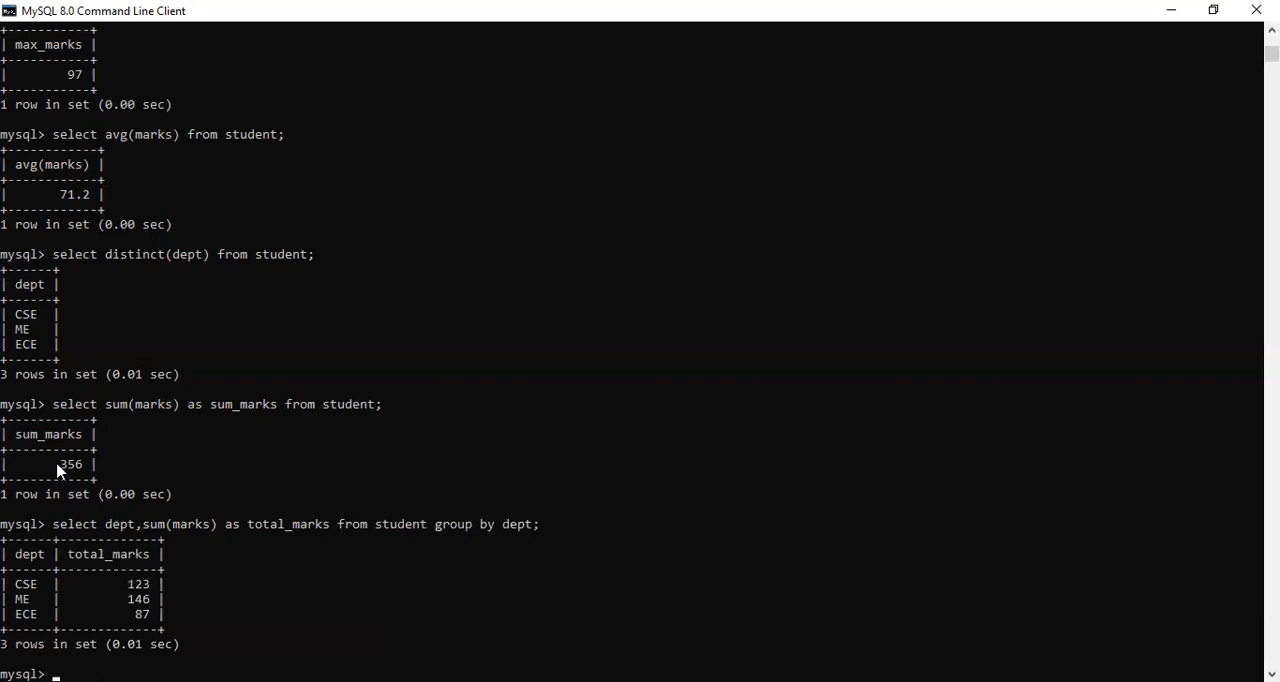 MySQL 8.0 Command Line Client
+-----------+
| max_marks |
+-----------+
|        97 |
+-----------+
1 row in set (0.00 sec)
mysql> select avg(marks) from student;
+------------+
| avg(marks) |
+------------+
|       71.2 |
+------------+
1 row in set (0.00 sec)
mysql> select distinct(dept) from student;
+------+
| dept |
+------+
| CSE  |
| ME   |
| ECE  |
+------+
3 rows in set (0.01 sec)
mysql> select sum(marks) as sum_marks from student;
+-----------+
| sum_marks |
+-----------+
|       356 |
+-----------+
1 row in set (0.00 sec)
mysql> select dept,sum(marks) as total_marks from student group by dept;
+------+-------------+
| dept | total_marks |
+------+-------------+
| CSE  |         123 |
| ME   |         146 |
| ECE  |          87 |
+------+-------------+
3 rows in set (0.01 sec)
mysql>